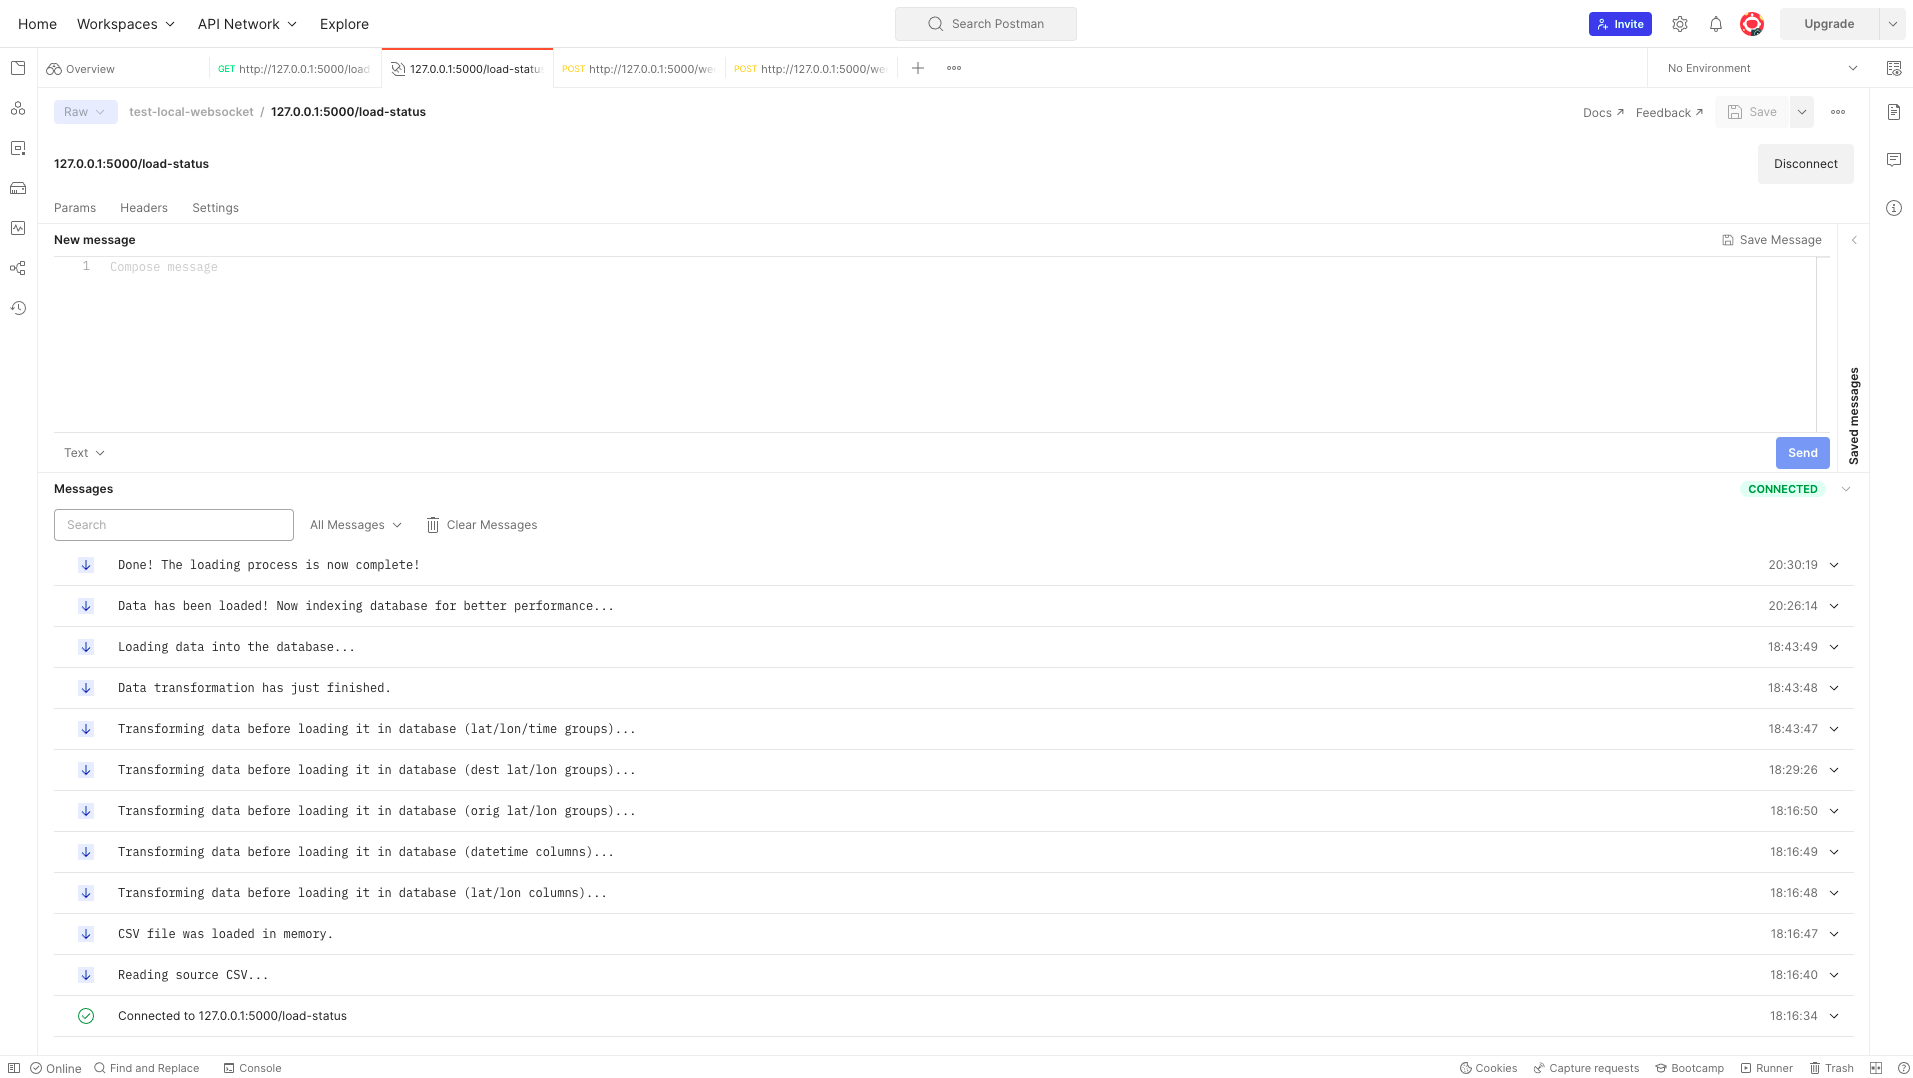 Home Workspaces API Network Explore Search Postman Invite Upgrade
Overview GET http://127.0.0.1:5000/load 127.0.0.1:5000/load-statu POST http://127.0.0.1:5000/we POST http://127.0.0.1:5000/we No Environment
Raw test-local-websocket / 127.0.0.1:5000/load-status Docs Feedback Save
127.0.0.1:5000/load-status Disconnect
Params Headers Settings
New message Save Message
1 Compose message
Saved messages
Text Send
Messages CONNECTED
Search All Messages Clear Messages
Done! The loading process is now complete! 20:30:19
Data has been loaded! Now indexing database for better performance... 20:26:14
Loading data into the database... 18:43:49
Data transformation has just finished. 18:43:48
Transforming data before loading it in database (lat/lon/time groups)... 18:43:47
Transforming data before loading it in database (dest lat/lon groups)... 18:29:26
Transforming data before loading it in database (orig lat/lon groups)... 18:16:50
Transforming data before loading it in database (datetime columns)... 18:16:49
Transforming data before loading it in database (lat/lon columns)... 18:16:48
CSV file was loaded in memory. 18:16:47
Reading source CSV... 18:16:40
Connected to 127.0.0.1:5000/load-status 18:16:34
Online Find and Replace Console Cookies Capture requests Bootcamp Runner Trash